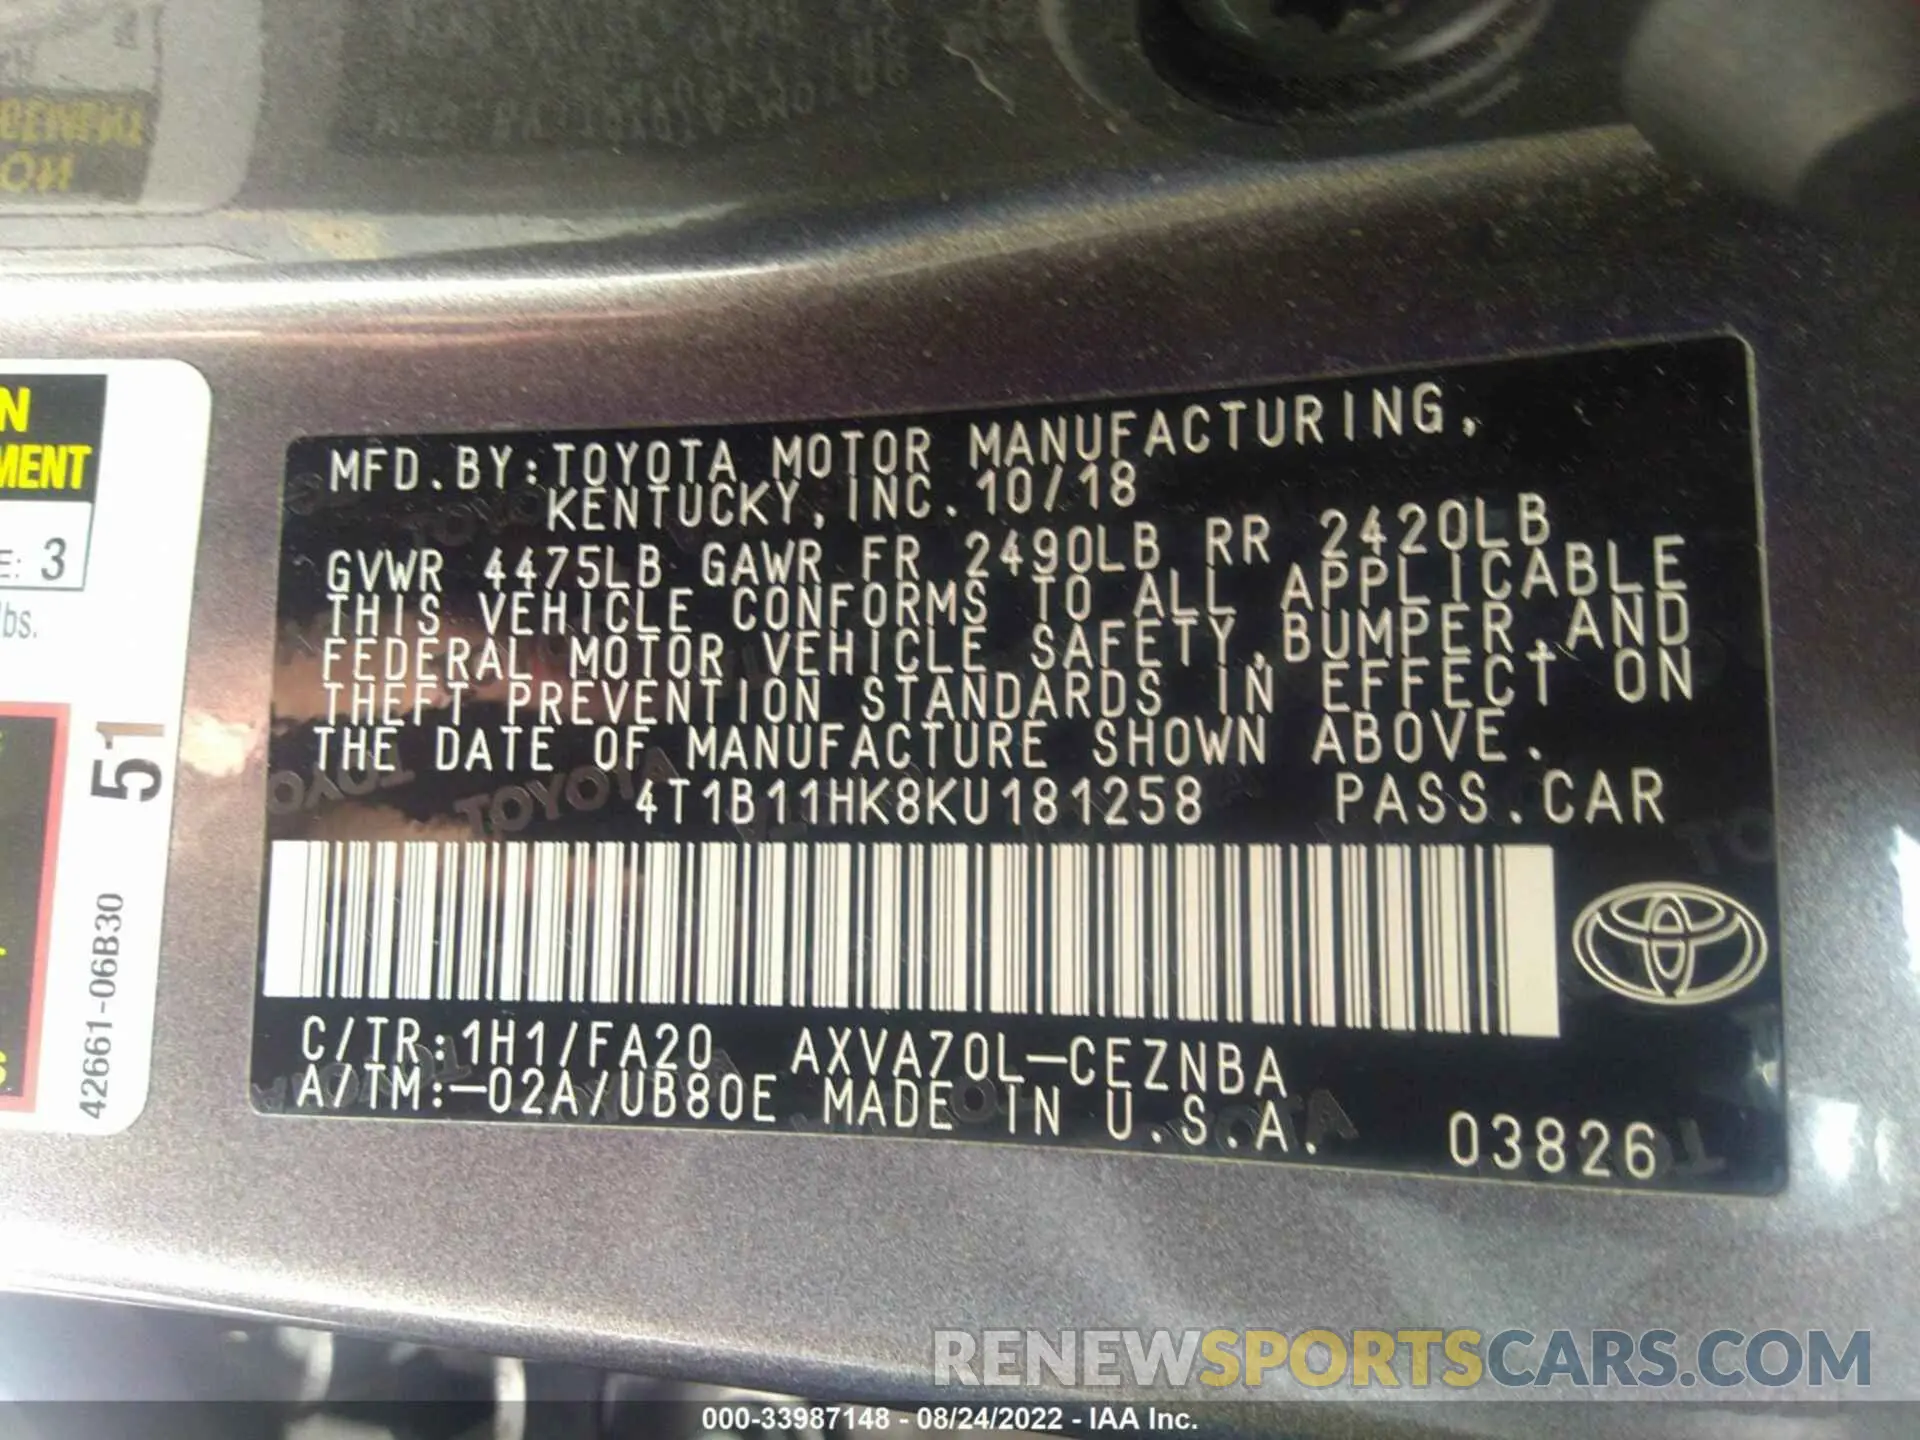 N
MENT
E: 3
lbs.
51
42661-06B30
MFD.BY:TOYOTA MOTOR MANUFACTURING,
KENTUCKY,INC.10/18
GVWR 4475LB GAWR FR 2490LB RR 2420LB
THIS VEHICLE CONFORMS TO ALL APPLICABLE
FEDERAL MOTOR VEHICLE SAFETY,BUMPER,AND
THEFT PREVENTION STANDARDS IN EFFECT ON
THE DATE OF MANUFACTURE SHOWN ABOVE.
4T1B11HK8KU181258 PASS.CAR
C/TR:1H1/FA20 AXVA70L-CEZNBA
A/TM:-02A/UB80E MADE IN U.S.A.
03826
RENEWSPORTSCARS.COM
000-33987148 - 08/24/2022 - IAA Inc.